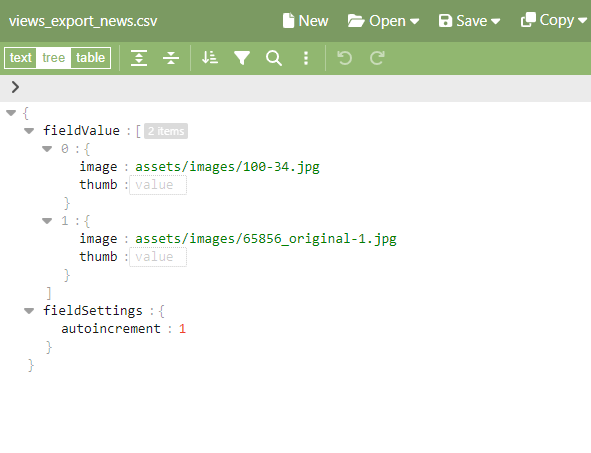 views_export_news.csv New Open Save Copy
text tree table
{
fieldValue : [ 2 items
0 : {
image : assets/images/100-34.jpg
thumb : value
}
1 : {
image : assets/images/65856_original-1.jpg
thumb : value
}
]
fieldSettings : {
autoincrement : 1
}
}